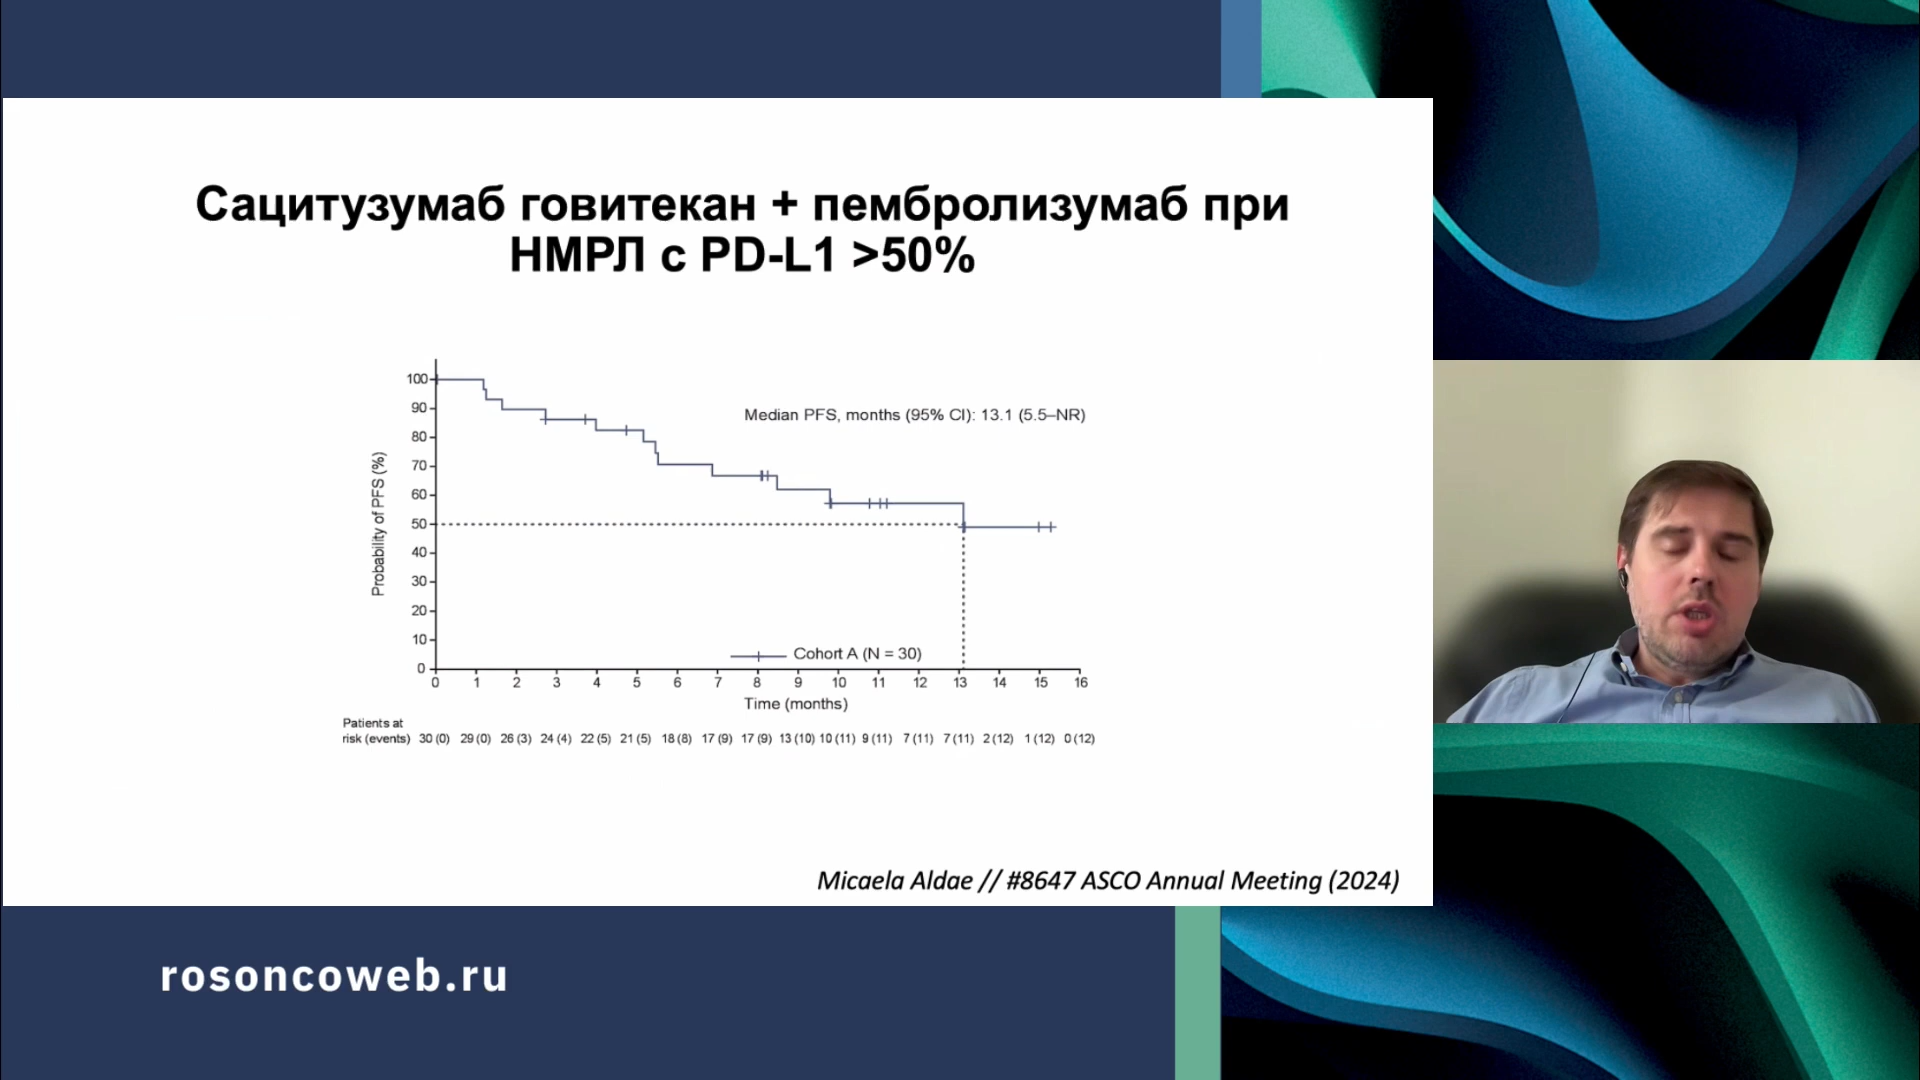 Сацитузумаб говитекан + пембролизумаб при
НМРЛ с PD-L1 >50%
Median PFS, months (95% CI): 13.1 (5.5–NR)
Probability of PFS (%)
100
90
80
70
60
50
40
30
20
10
0
Cohort A (N = 30)
0 1 2 3 4 5 6 7 8 9 10 11 12 13 14 15 16
Time (months)
Patients at
risk (events) 30 (0) 29 (0) 26 (3) 24 (4) 22 (5) 21 (5) 18 (8) 17 (9) 17 (9) 13 (10) 10 (11) 9 (11) 7 (11) 7 (11) 2 (12) 1 (12) 0 (12)
Micaela Aldae // #8647 ASCO Annual Meeting (2024)
rosoncoweb.ru